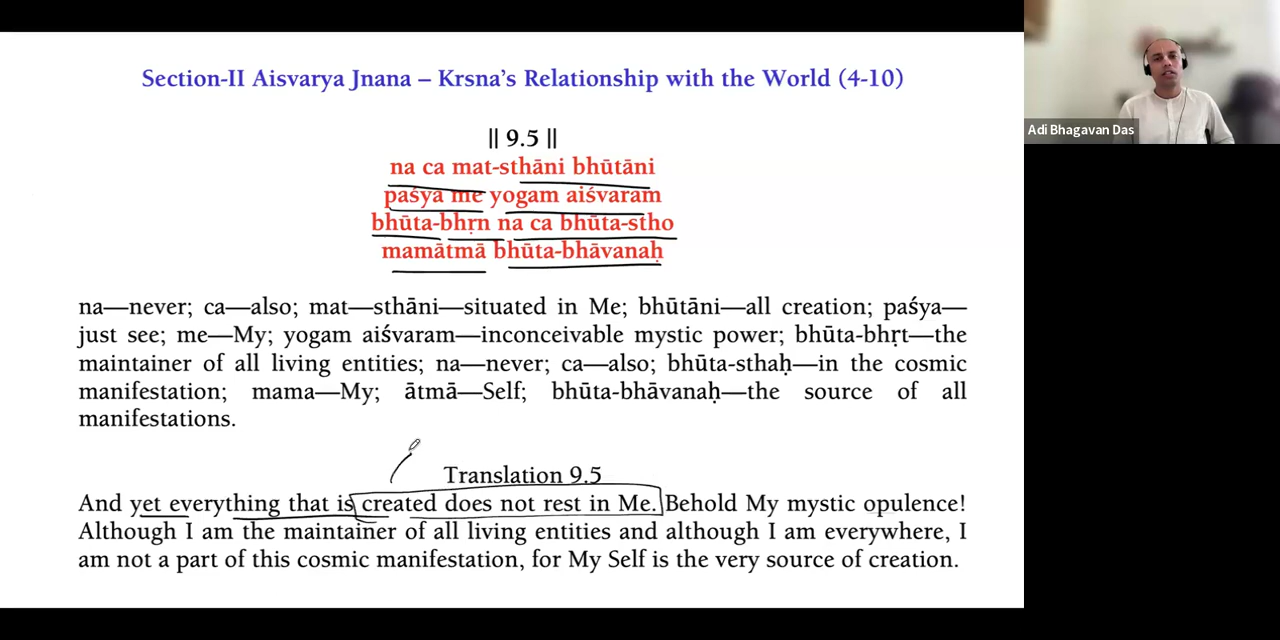 Section-II Aisvarya Jnana – Krsna's Relationship with the World (4-10)
|| 9.5 ||
na ca mat-sthāni bhūtāni
paśya me yogam aiśvaram
bhūta-bhṛn na ca bhūta-stho
mamātmā bhūta-bhāvanaḥ
na—never; ca—also; mat—sthāni—situated in Me; bhūtāni—all creation; paśya—
just see; me—My; yogam aiśvaram—inconceivable mystic power; bhūta-bhṛt—the
maintainer of all living entities; na—never; ca—also; bhūta-sthaḥ—in the cosmic
manifestation; mama—My; ātmā—Self; bhūta-bhāvanaḥ—the source of all
manifestations.
Translation 9.5
And yet everything that is created does not rest in Me. Behold My mystic opulence!
Although I am the maintainer of all living entities and although I am everywhere, I
am not a part of this cosmic manifestation, for My Self is the very source of creation.
Adi Bhagavan Das